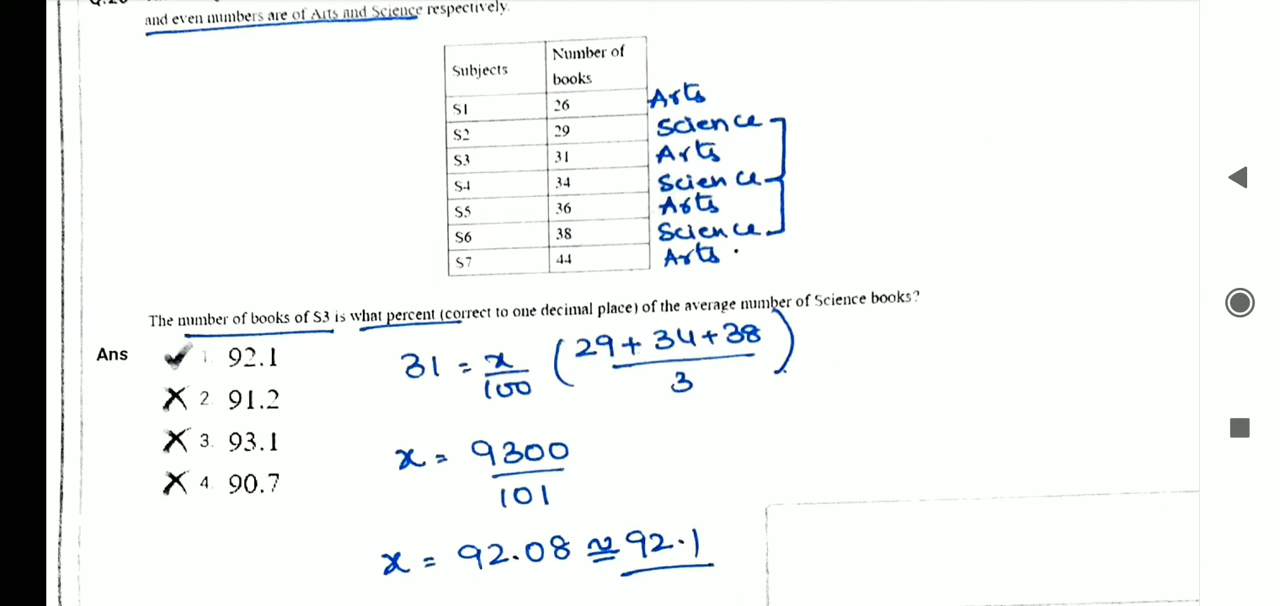 and even numbers are of Arts and Science respectively.
Subjects Number of books
S1 26 Arts
S2 29 Science
S3 31 Arts
S4 34 Science
S5 36 Arts
S6 38 Science
S7 44 Arts
The number of books of S3 is what percent (correct to one decimal place) of the average number of Science books?
Ans 1. 92.1
2. 91.2
3. 93.1
4. 90.7
31 = x/100 (29+34+38/3)
x = 9300/101
x = 92.08 ≅ 92.1